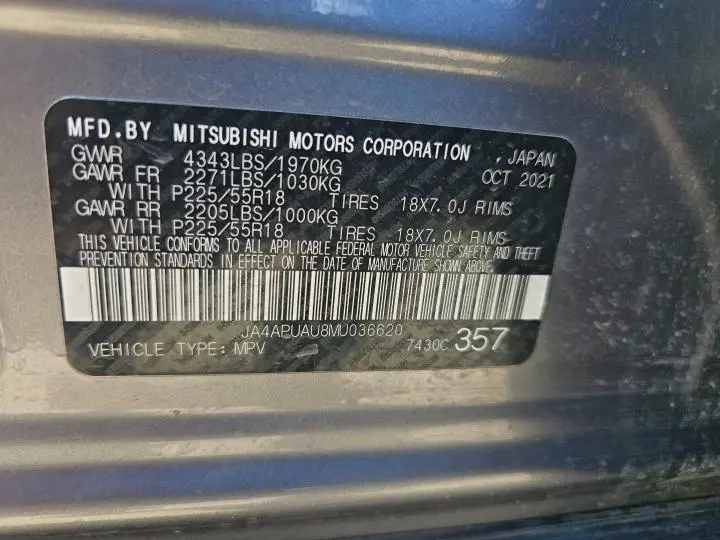 MFD.BY MITSUBISHI MOTORS CORPORATION , JAPAN
GVWR 4343LBS/1970KG OCT 2021
GAWR FR 2271LBS/1030KG
WITH P225/55R18 TIRES 18X7.0J RIMS
GAWR RR 2205LBS/1000KG
WITH P225/55R18 TIRES 18X7.0J RIMS
THIS VEHICLE CONFORMS TO ALL APPLICABLE FEDERAL MOTOR VEHICLE SAFETY AND THEFT
PREVENTION STANDARDS IN EFFECT ON THE DATE OF MANUFACTURE SHOWN ABOVE.
JA4APUAU8MU036620
VEHICLE TYPE: MPV 7430C 357